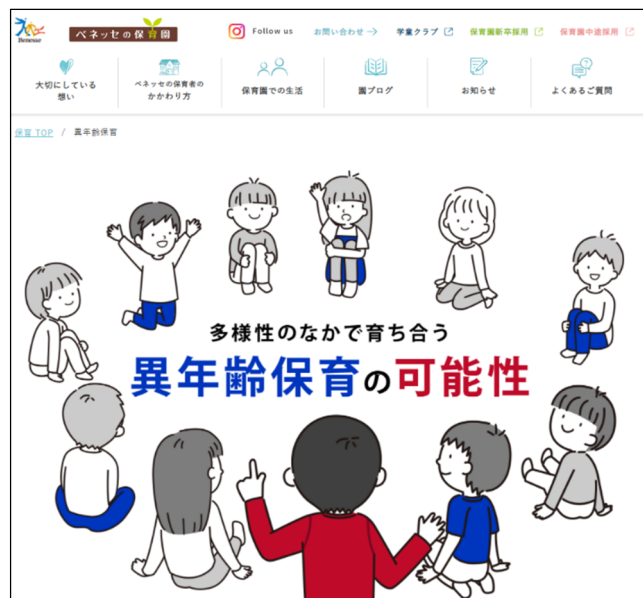 Benesse
ベネッセの保育園
Follow us
お問い合わせ
学童クラブ
保育園新卒採用
保育園中途採用
大切にしている
想い
ベネッセの保育者の
かかわり方
保育園での生活
園ブログ
お知らせ
よくあるご質問
保育 TOP / 異年齢保育
多様性のなかで育ち合う
異年齢保育の可能性